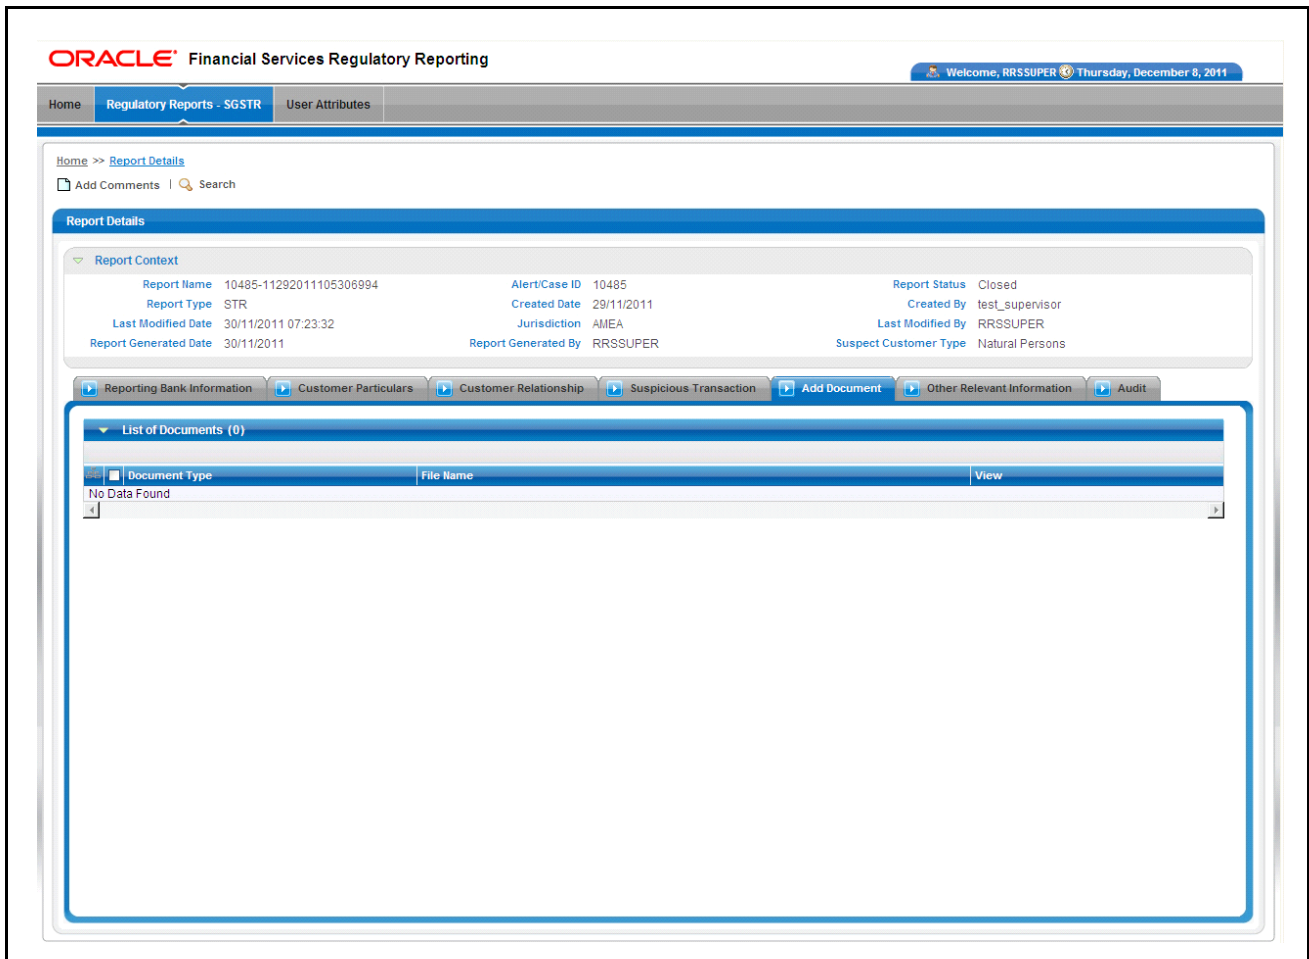 ORACLE Financial Services Regulatory Reporting
Welcome, RRSSUPER Thursday, December 8, 2011
Home Regulatory Reports - SGSTR User Attributes
Home >> Report Details
Add Comments | Search
Report Details
Report Context
Report Name 10485-11292011105306994 Alert/Case ID 10485 Report Status Closed
Report Type STR Created Date 29/11/2011 Created By test_supervisor
Last Modified Date 30/11/2011 07:23:32 Jurisdiction AMEA Last Modified By RRSSUPER
Report Generated Date 30/11/2011 Report Generated By RRSSUPER Suspect Customer Type Natural Persons
Reporting Bank Information Customer Particulars Customer Relationship Suspicious Transaction Add Document Other Relevant Information Audit
List of Documents (0)
Document Type File Name View
No Data Found